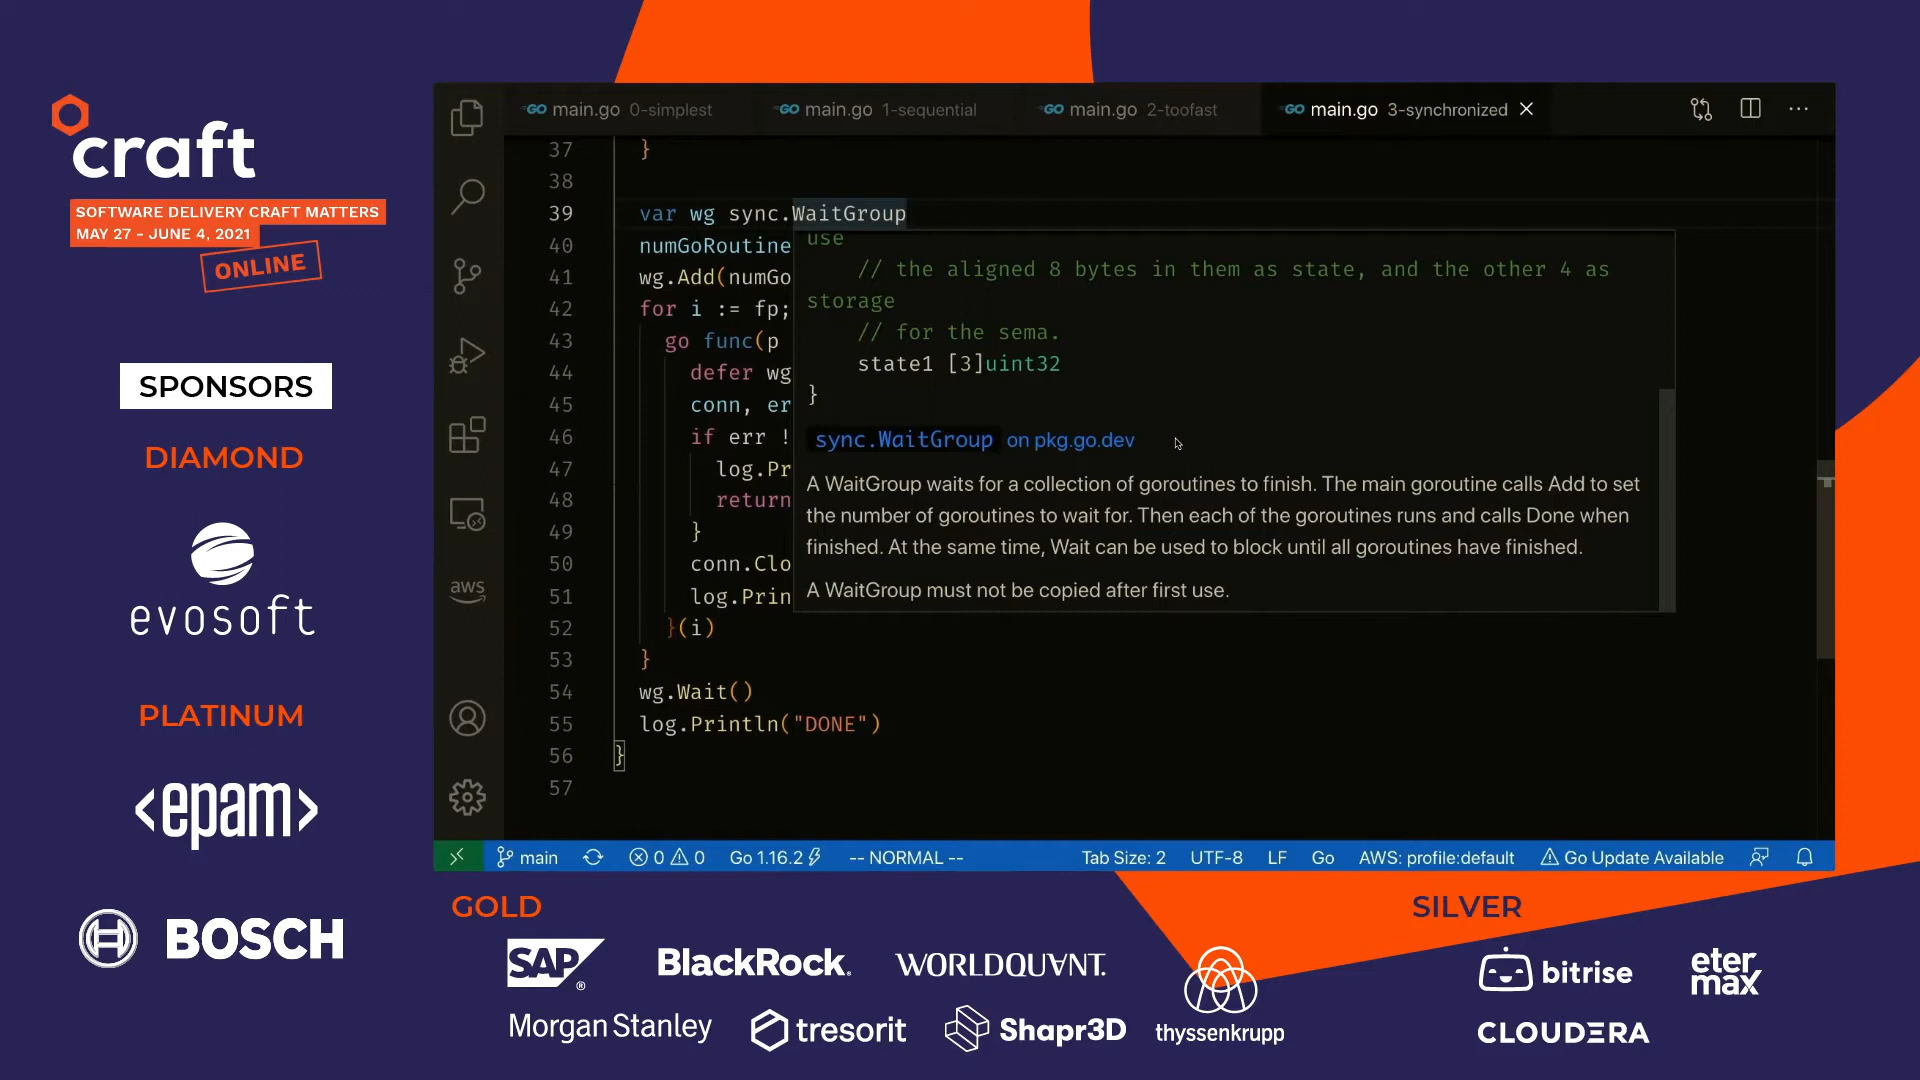 craft
SOFTWARE DELIVERY CRAFT MATTERS
MAY 27 - JUNE 4, 2021
ONLINE
SPONSORS
DIAMOND
evosoft
PLATINUM
<epam>
BOSCH
GO main.go 0-simplest
GO main.go 1-sequential
GO main.go 2-toofast
GO main.go 3-synchronized
aws
37 }
38
39 var wg sync.WaitGroup
40 numGoRoutine
41 wg.Add(numGo
42 for i := fp;
43 go func(p
44 defer wg
45 conn, er
46 if err !
47 log.Pr
48 return
49 }
50 conn.Clo
51 log.Prin
52 }(i)
53 }
54 wg.Wait()
55 log.Println("DONE")
56 }
57
use
// the aligned 8 bytes in them as state, and the other 4 as
storage
// for the sema.
state1 [3]uint32
}
sync.WaitGroup on pkg.go.dev
A WaitGroup waits for a collection of goroutines to finish. The main goroutine calls Add to set
the number of goroutines to wait for. Then each of the goroutines runs and calls Done when
finished. At the same time, Wait can be used to block until all goroutines have finished.
A WaitGroup must not be copied after first use.
main 0 0 Go 1.16.2 -- NORMAL -- Tab Size: 2 UTF-8 LF Go AWS: profile:default Go Update Available
GOLD
SAP®
BlackRock.
WORLDQUANT.
Morgan Stanley
tresorit
Shapr3D
thyssenkrupp
SILVER
bitrise
eter
max
CLOUDERA